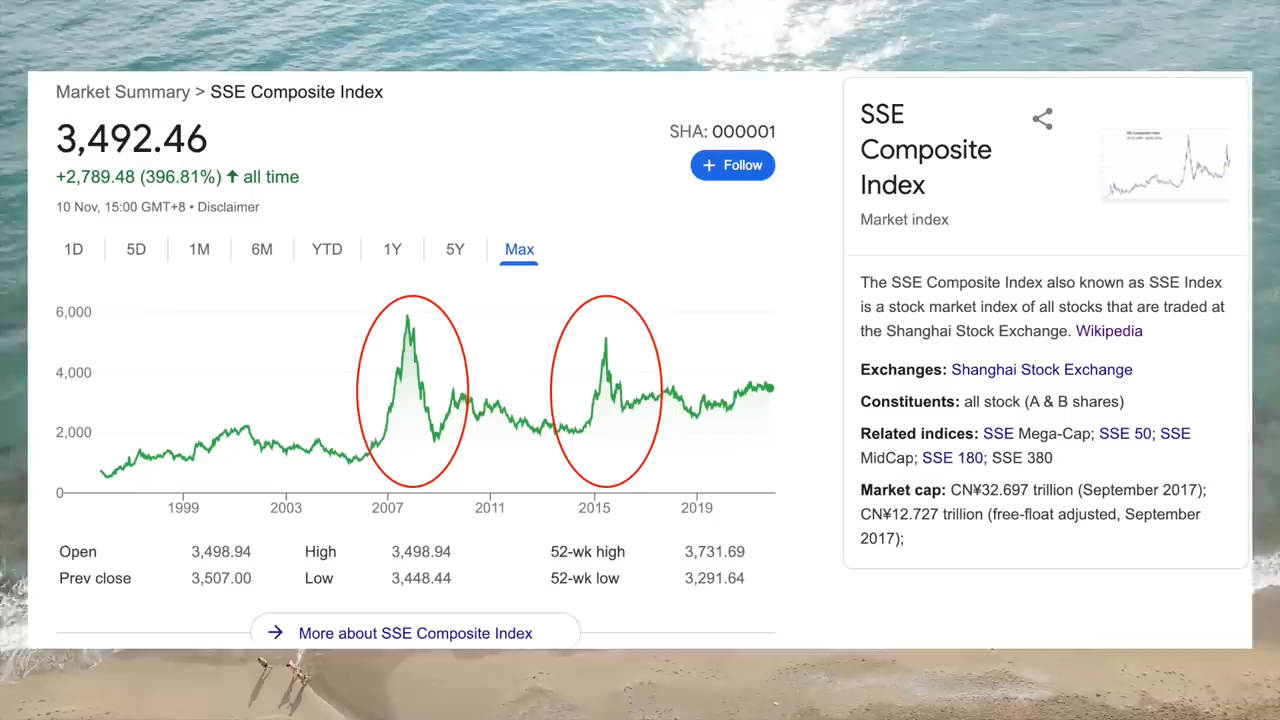 Market Summary > SSE Composite Index
3,492.46
+2,789.48 (396.81%) ↑ all time
10 Nov, 15:00 GMT+8 • Disclaimer
SHA: 000001
+ Follow
1D 5D 1M 6M YTD 1Y 5Y Max
6,000
4,000
2,000
0
1999 2003 2007 2011 2015 2019
Open 3,498.94 High 3,498.94 52-wk high 3,731.69
Prev close 3,507.00 Low 3,448.44 52-wk low 3,291.64
→ More about SSE Composite Index
SSE
Composite
Index
Market index
The SSE Composite Index also known as SSE Index
is a stock market index of all stocks that are traded at
the Shanghai Stock Exchange. Wikipedia
Exchanges: Shanghai Stock Exchange
Constituents: all stock (A & B shares)
Related indices: SSE Mega-Cap; SSE 50; SSE
MidCap; SSE 180; SSE 380
Market cap: CN¥32.697 trillion (September 2017);
CN¥12.727 trillion (free-float adjusted, September
2017);